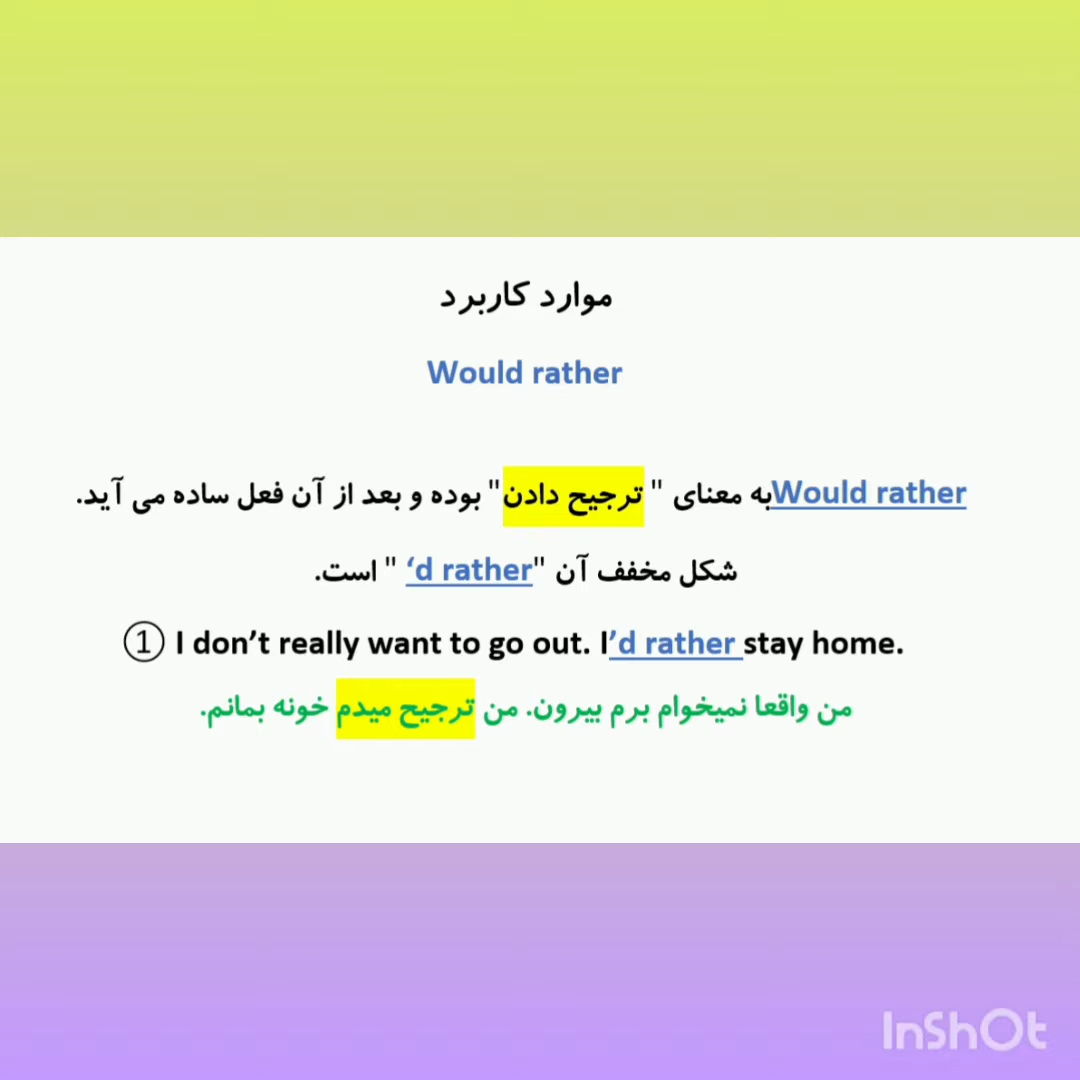 موارد کاربرد
Would rather
Would rather به معنای " ترجیح دادن" بوده و بعد از آن فعل ساده می آید.
شکل مخفف آن "‘d rather " است.
① I don’t really want to go out. I’d rather stay home.
من واقعا نمیخوام برم بیرون. من ترجیح میدم خونه بمانم.
InShOt